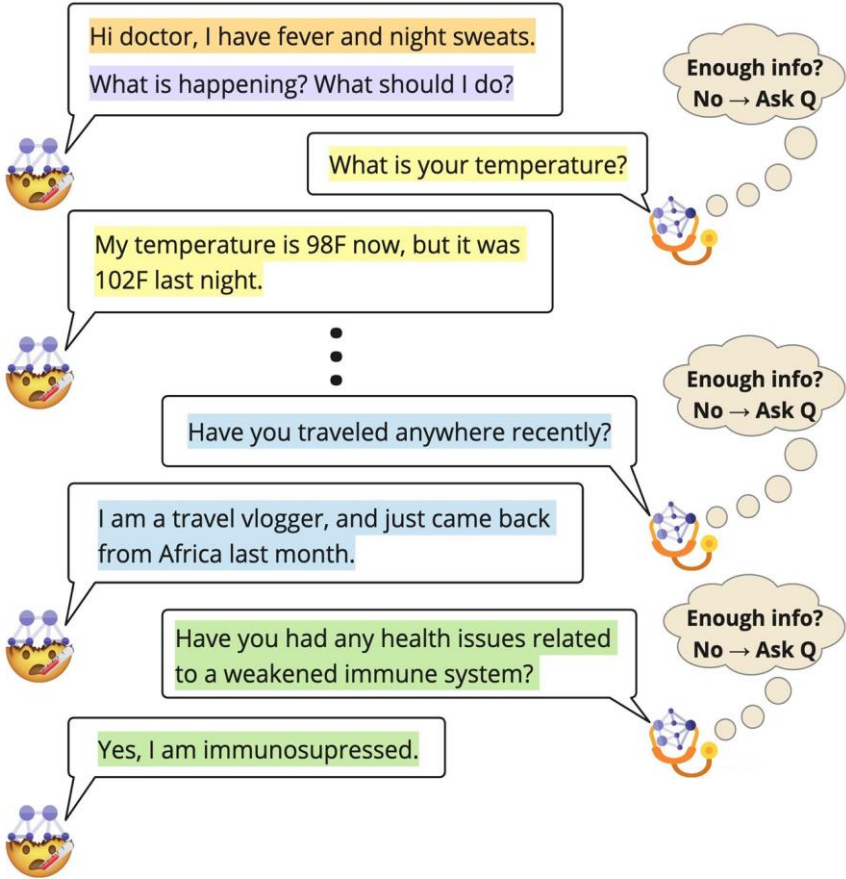 Hi doctor, I have fever and night sweats.
What is happening? What should I do?
Enough info?
No → Ask Q
What is your temperature?
My temperature is 98F now, but it was
102F last night.
Enough info?
No → Ask Q
Have you traveled anywhere recently?
I am a travel vlogger, and just came back
from Africa last month.
Enough info?
No → Ask Q
Have you had any health issues related
to a weakened immune system?
Yes, I am immunosupressed.